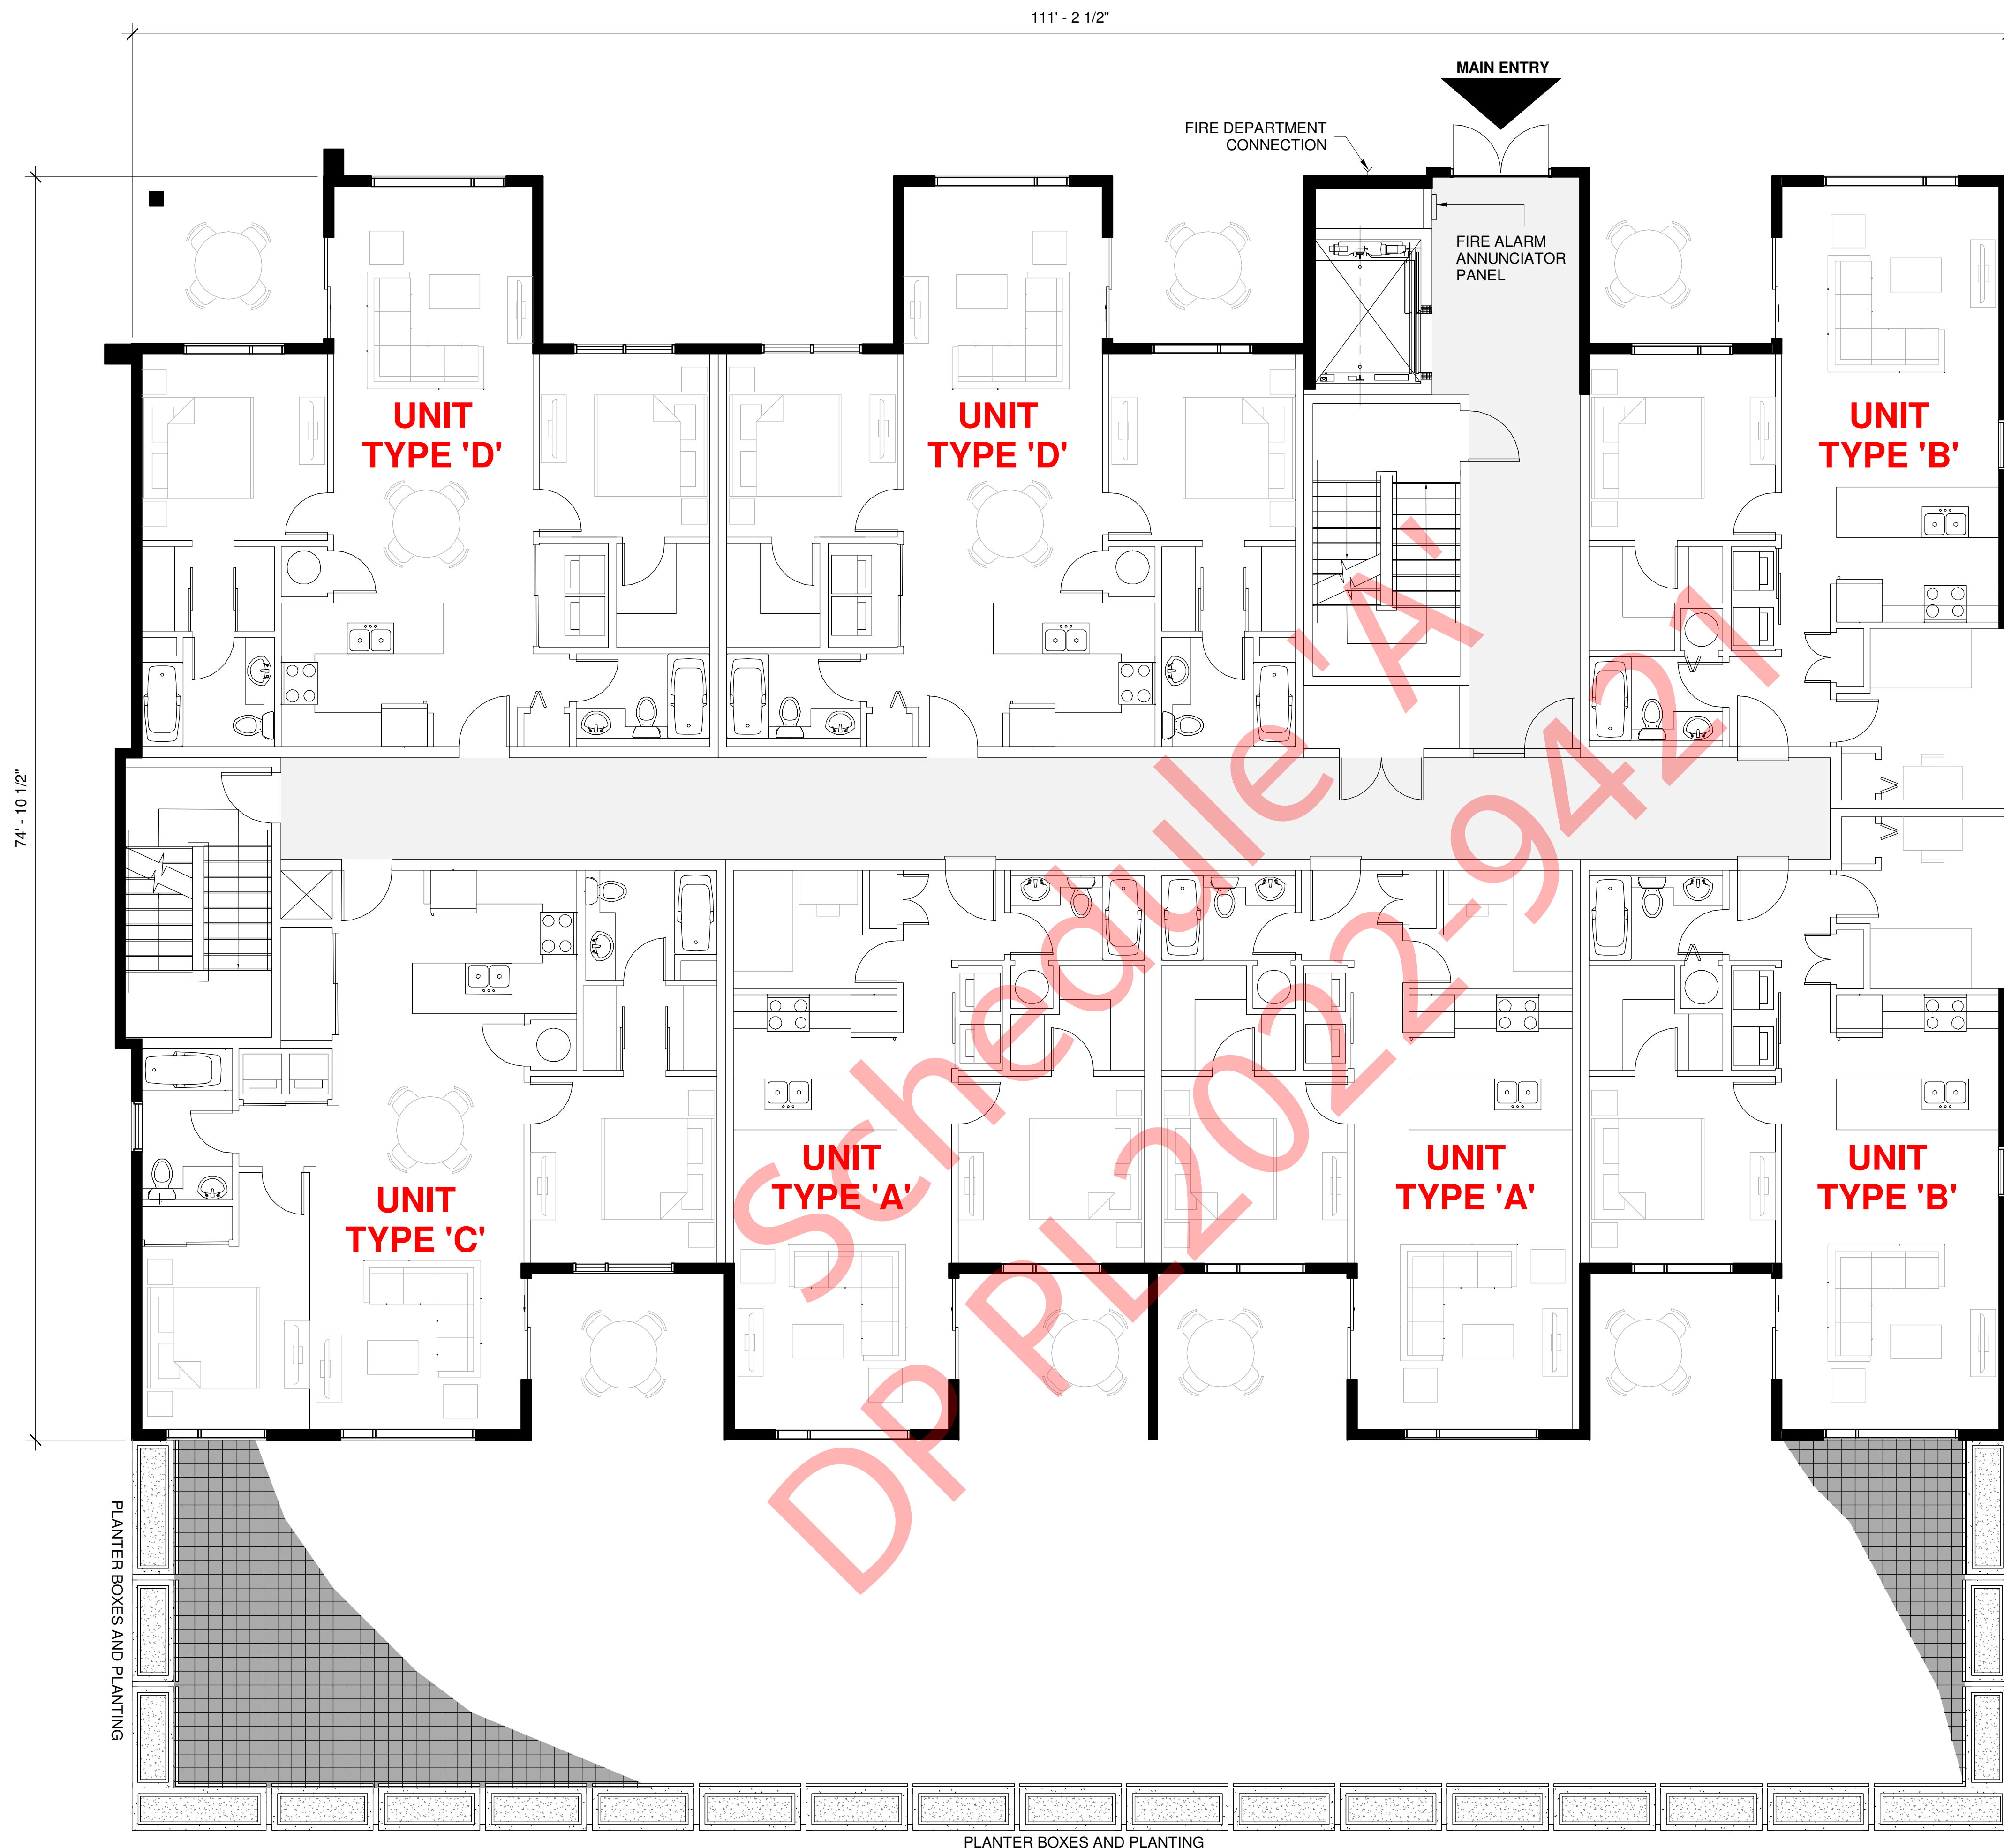 111' - 2 1/2"
MAIN ENTRY
FIRE DEPARTMENT
CONNECTION
FIRE ALARM
ANNUNCIATOR
PANEL
UNIT
TYPE 'D'
UNIT
TYPE 'D'
UNIT
TYPE 'B'
74' - 10 1/2"
Schedule 'A'
DP PL2022-9421
UNIT
TYPE 'C'
UNIT
TYPE 'A'
UNIT
TYPE 'A'
UNIT
TYPE 'B'
PLANTER BOXES AND PLANTING
PLANTER BOXES AND PLANTING